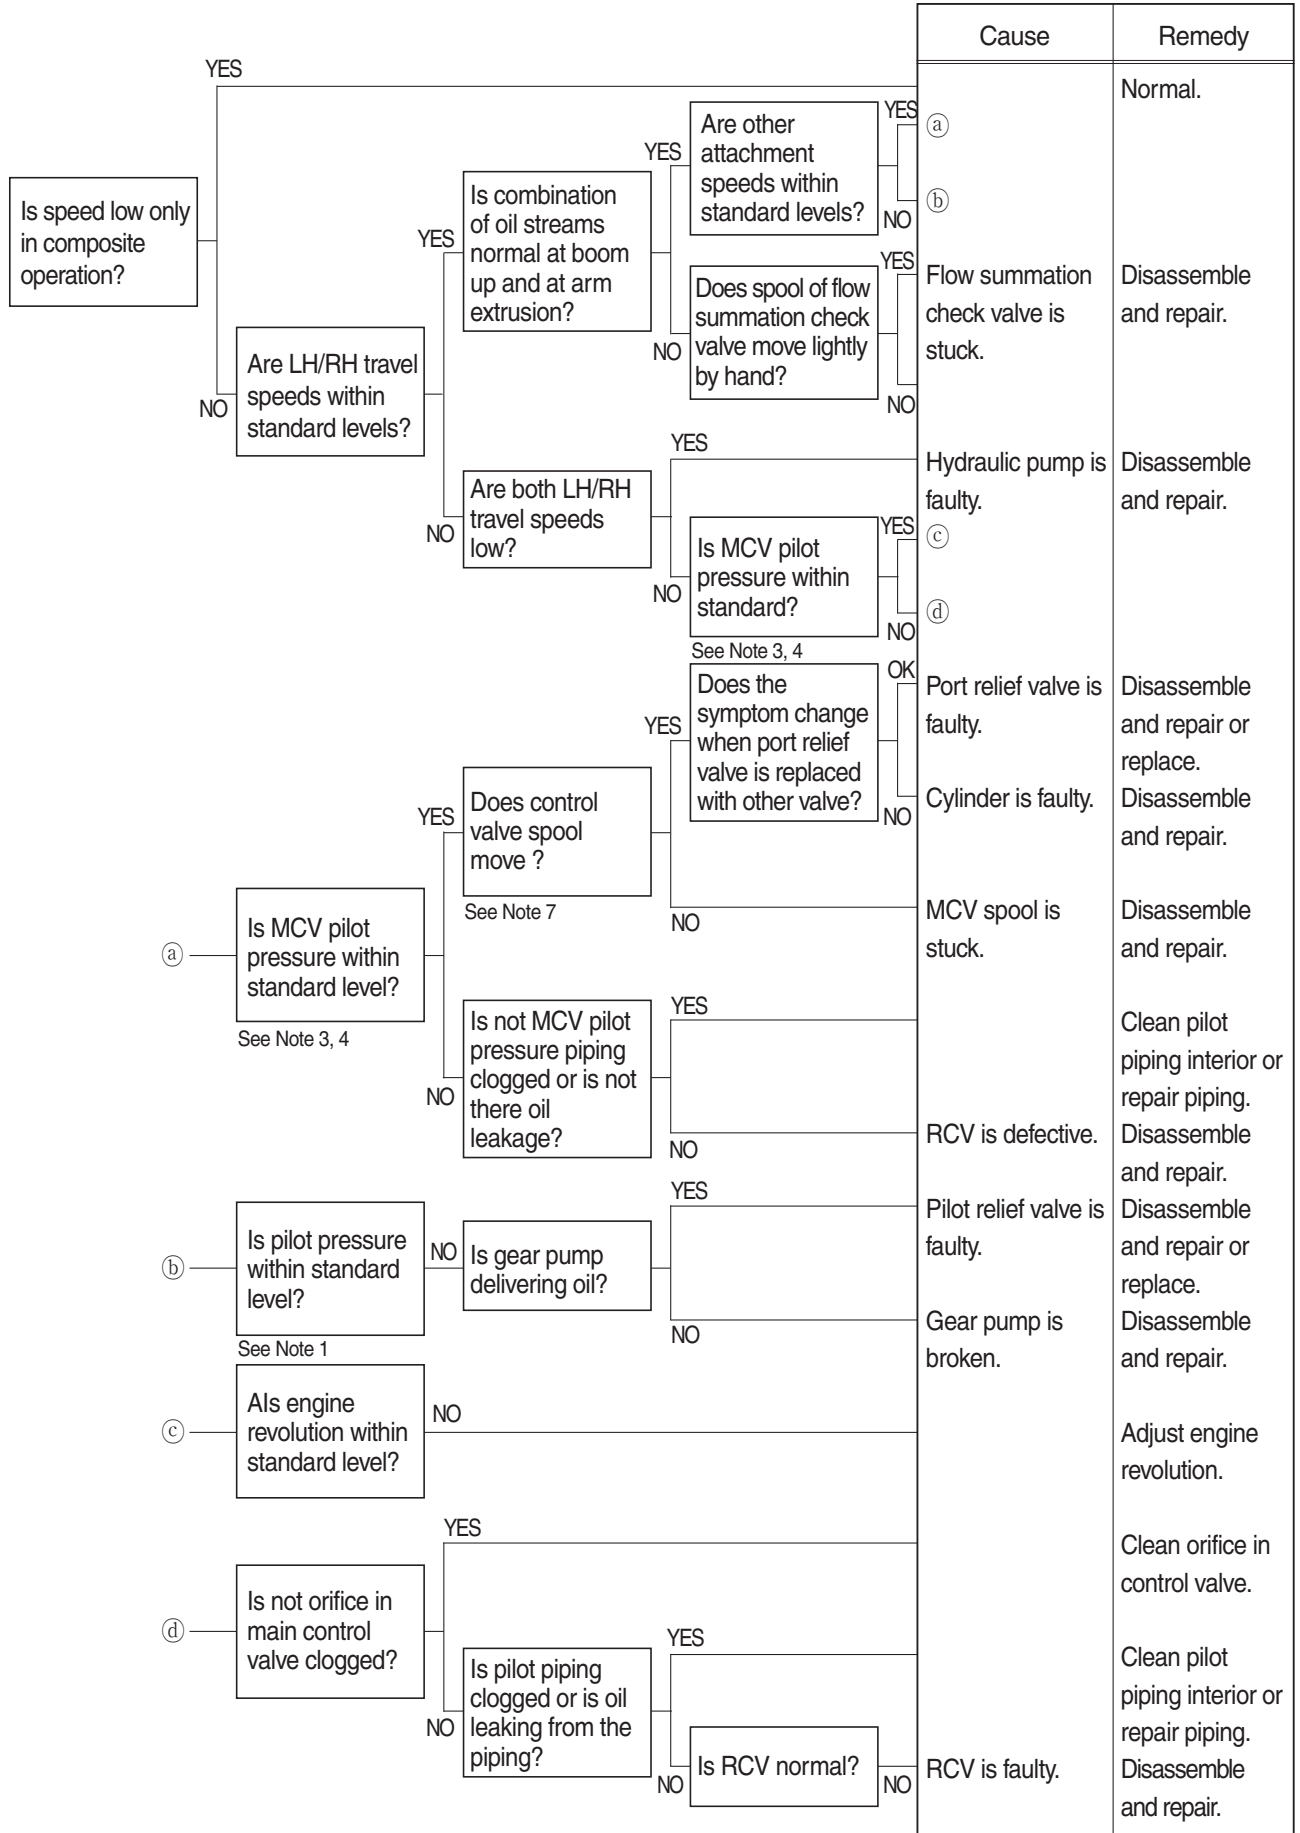 Cause
Remedy
YES
Normal.
Is speed low only
in composite
operation?
NO
Are LH/RH travel
speeds within
standard levels?
YES
Is combination
of oil streams
normal at boom
up and at arm
extrusion?
YES
Are other
attachment
speeds within
standard levels?
YES
ⓐ
NO
ⓑ
NO
Does spool of flow
summation check
valve move lightly
by hand?
YES
Flow summation
check valve is
stuck.
Disassemble
and repair.
NO
NO
Are both LH/RH
travel speeds
low?
YES
Hydraulic pump is
faulty.
Disassemble
and repair.
NO
Is MCV pilot
pressure within
standard?
See Note 3, 4
YES
ⓒ
NO
ⓓ
ⓐ
Is MCV pilot
pressure within
standard level?
See Note 3, 4
YES
Does control
valve spool
move ?
See Note 7
YES
Does the
symptom change
when port relief
valve is replaced
with other valve?
OK
Port relief valve is
faulty.
Disassemble
and repair or
replace.
NO
Cylinder is faulty.
Disassemble
and repair.
NO
MCV spool is
stuck.
Disassemble
and repair.
NO
Is not MCV pilot
pressure piping
clogged or is not
there oil
leakage?
YES
Clean pilot
piping interior or
repair piping.
NO
RCV is defective.
Disassemble
and repair.
ⓑ
Is pilot pressure
within standard
level?
See Note 1
NO
Is gear pump
delivering oil?
YES
Pilot relief valve is
faulty.
Disassemble
and repair or
replace.
NO
Gear pump is
broken.
Disassemble
and repair.
ⓒ
AIs engine
revolution within
standard level?
NO
Adjust engine
revolution.
ⓓ
Is not orifice in
main control
valve clogged?
YES
Clean orifice in
control valve.
NO
Is pilot piping
clogged or is oil
leaking from the
piping?
YES
Clean pilot
piping interior or
repair piping.
NO
Is RCV normal?
NO
RCV is faulty.
Disassemble
and repair.